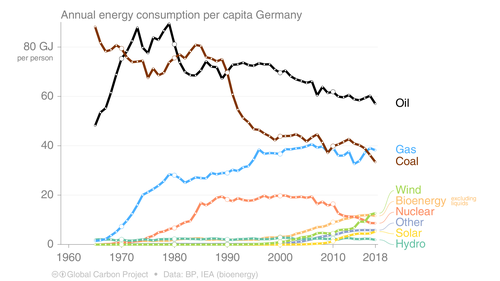 Annual energy consumption per capita Germany
80 GJ
per person
60
40
20
0
1960
1970
1980
1990
2000
2010
2018
Oil
Gas
Coal
Wind
Bioenergy excluding liquids
Nuclear
Other
Solar
Hydro
Global Carbon Project • Data: BP, IEA (bioenergy)